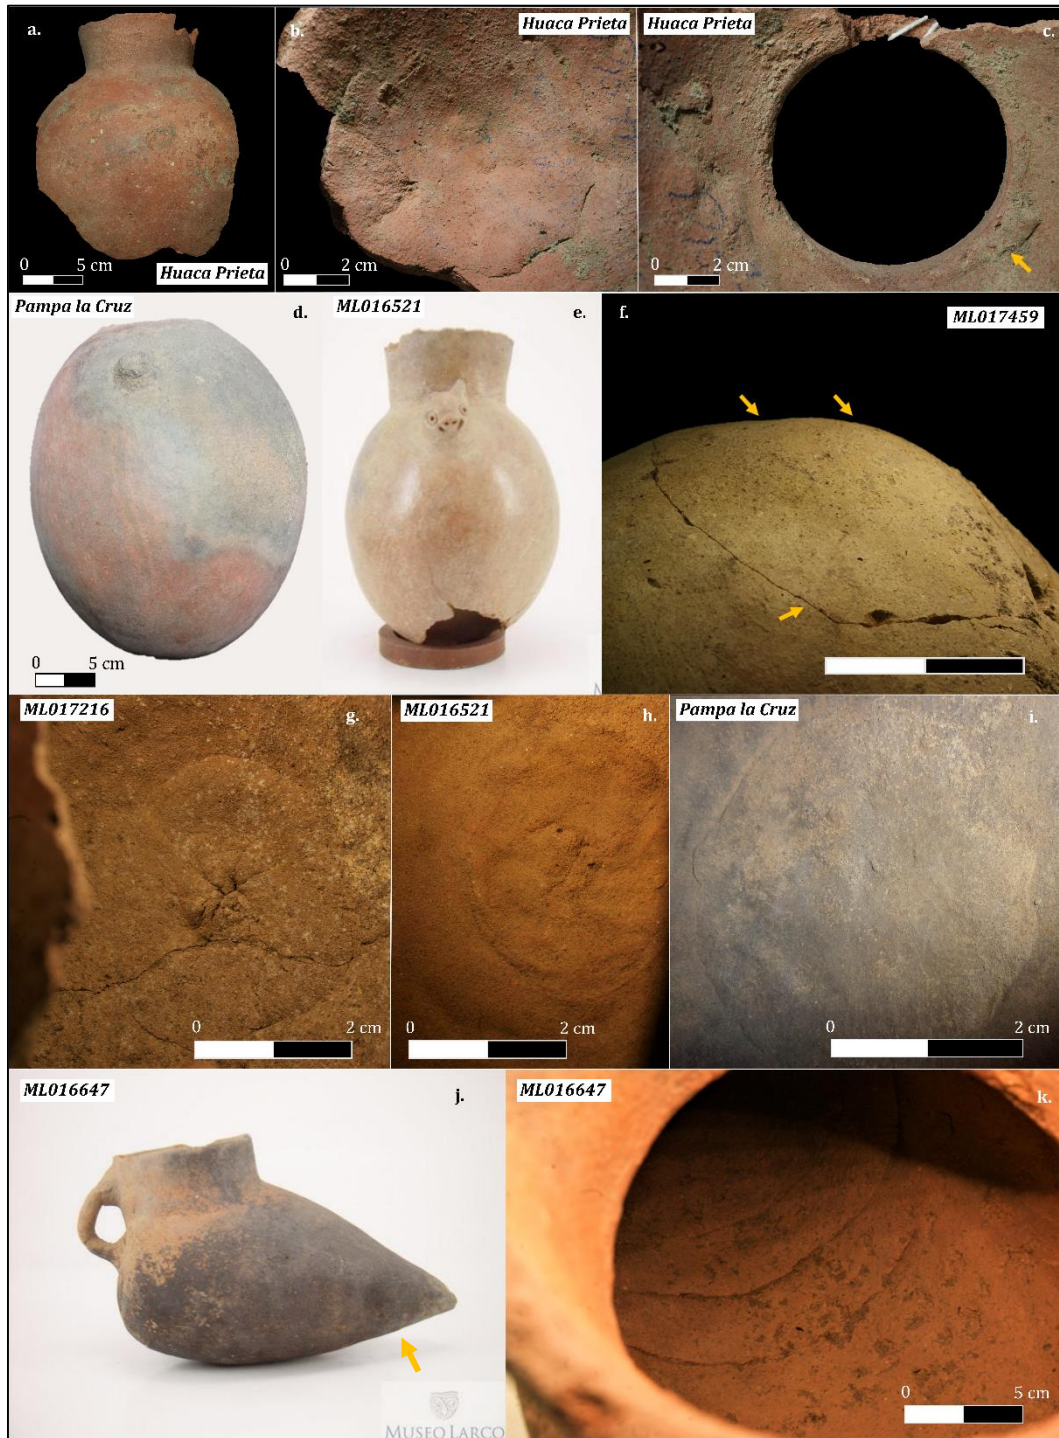 a.
0 5 cm
Huaca Prieta
b.
Huaca Prieta
0 2 cm
Huaca Prieta
c.
0 2 cm
Pampa la Cruz
d.
0 5 cm
ML016521
e.
f.
ML017459
ML017216
g.
0 2 cm
ML016521
h.
0 2 cm
Pampa la Cruz
i.
0 2 cm
ML016647
j.
MUSEO LARCO
ML016647
k.
0 5 cm